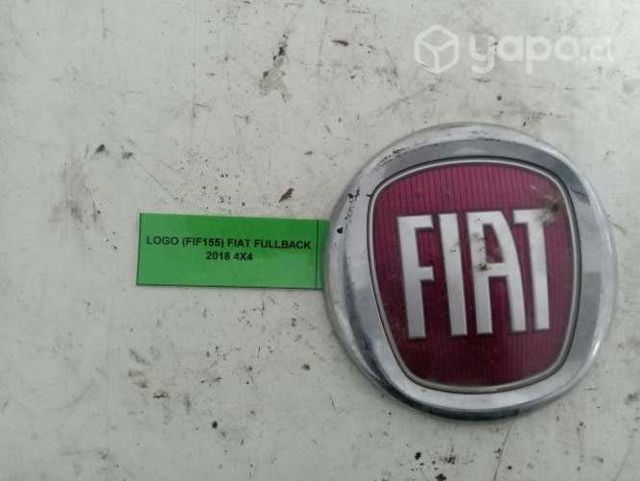 yapo.cl
LOGO (FIF155) FIAT FULLBACK
2018 4X4
FIAT